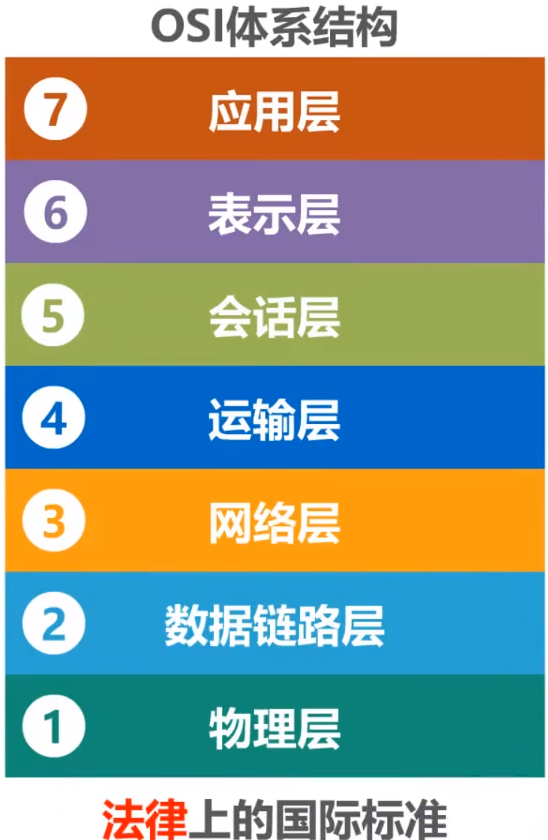 OSI体系结构
7 应用层
6 表示层
5 会话层
4 运输层
3 网络层
2 数据链路层
1 物理层
法律上的国际标准